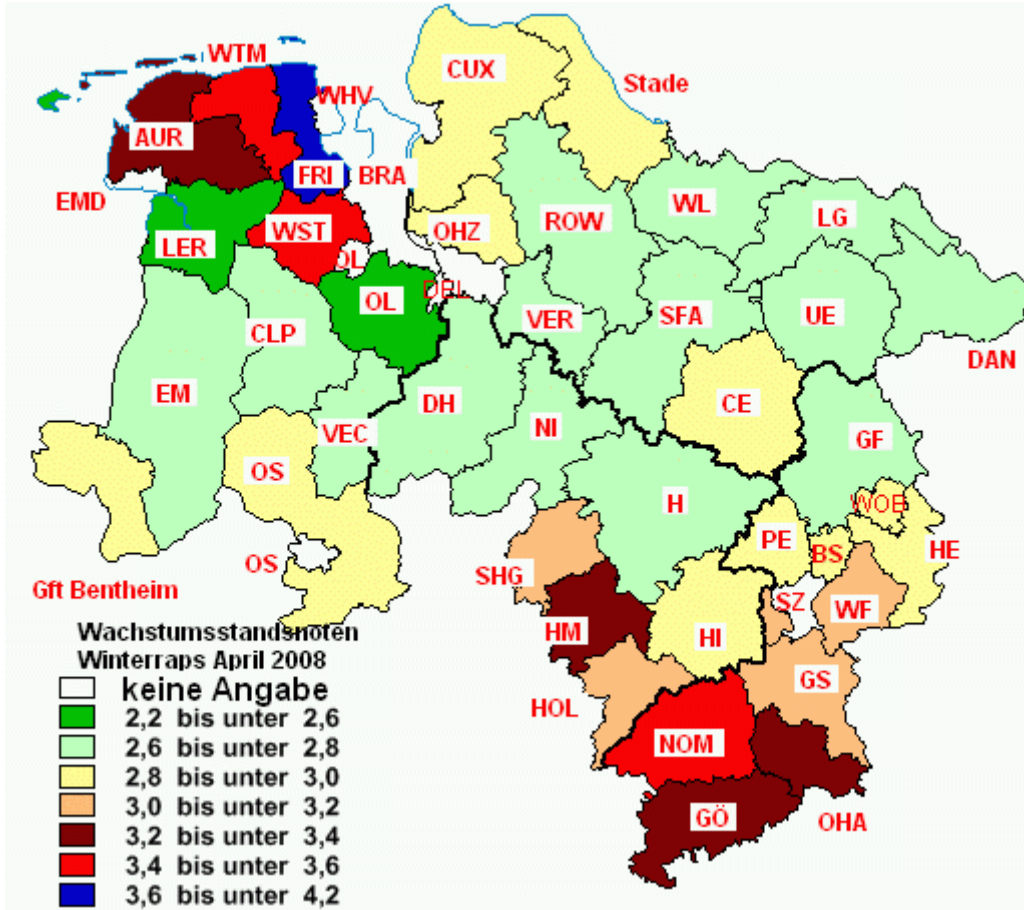 WTM
CUX
Stade
WHV
AUR
FRI
BRA
EMD
WL
LG
WST
OHZ
ROW
LER
OL
OL
DEL
VER
SFA
UE
CLP
DAN
EM
DH
CE
VEC
NI
GF
OS
H
WOB
PE
BS
HE
OS
SHG
Gft Bentheim
SZ
WF
HM
HI
Wachstumsstandsnoten
Winterraps April 2008
GS
keine Angabe
HOL
2,2 bis unter 2,6
NOM
2,6 bis unter 2,8
2,8 bis unter 3,0
3,0 bis unter 3,2
GÖ
OHA
3,2 bis unter 3,4
3,4 bis unter 3,6
3,6 bis unter 4,2